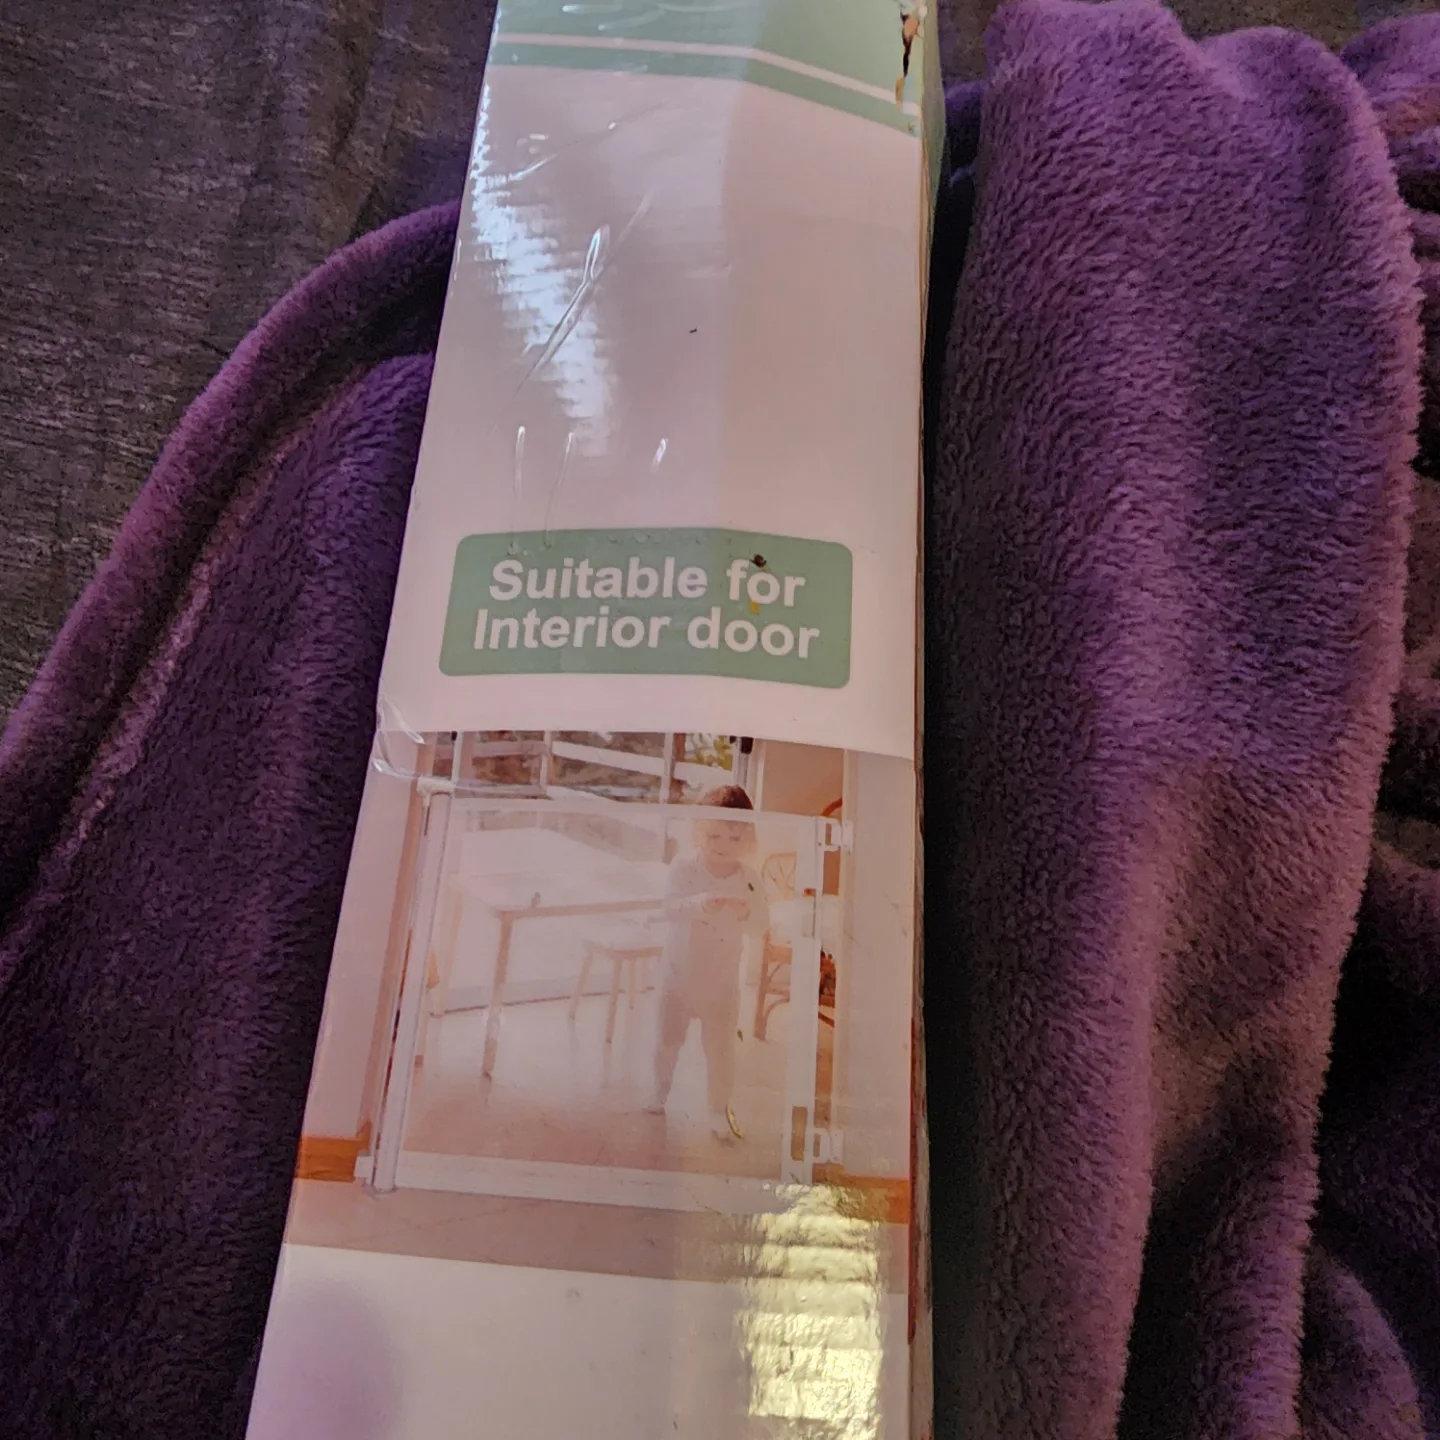 Suitable for
Interior door